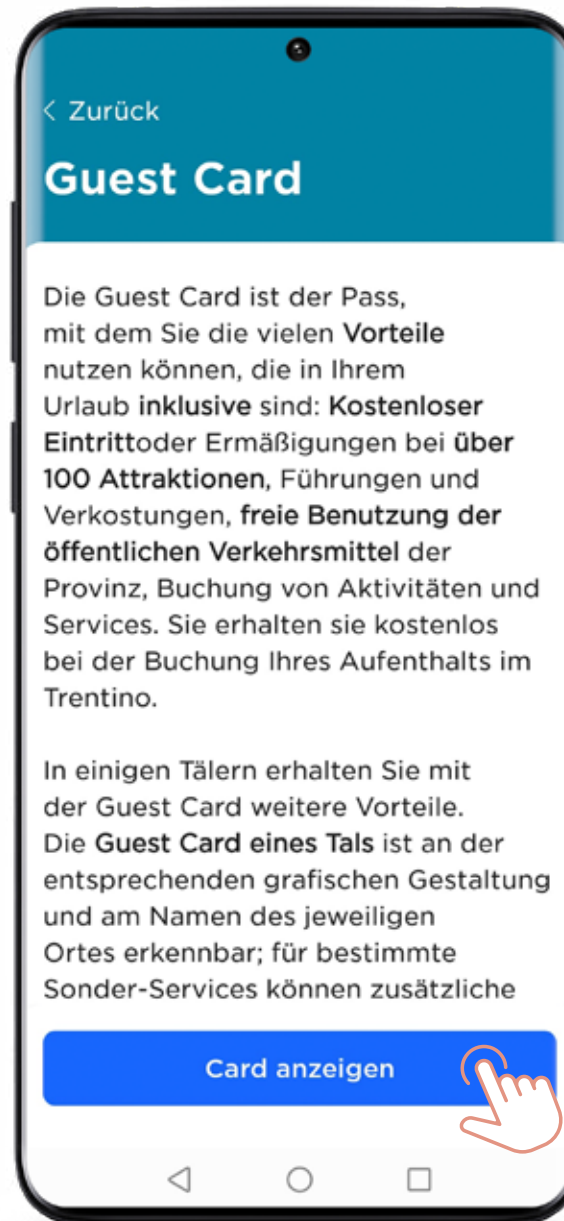 < Zurück
Guest Card
Die Guest Card ist der Pass,
mit dem Sie die vielen Vorteile
nutzen können, die in Ihrem
Urlaub inklusive sind: Kostenloser
Eintrittoder Ermäßigungen bei über
100 Attraktionen, Führungen und
Verkostungen, freie Benutzung der
öffentlichen Verkehrsmittel der
Provinz, Buchung von Aktivitäten und
Services. Sie erhalten sie kostenlos
bei der Buchung Ihres Aufenthalts im
Trentino.
In einigen Tälern erhalten Sie mit
der Guest Card weitere Vorteile.
Die Guest Card eines Tals ist an der
entsprechenden grafischen Gestaltung
und am Namen des jeweiligen
Ortes erkennbar; für bestimmte
Sonder-Services können zusätzliche
Card anzeigen